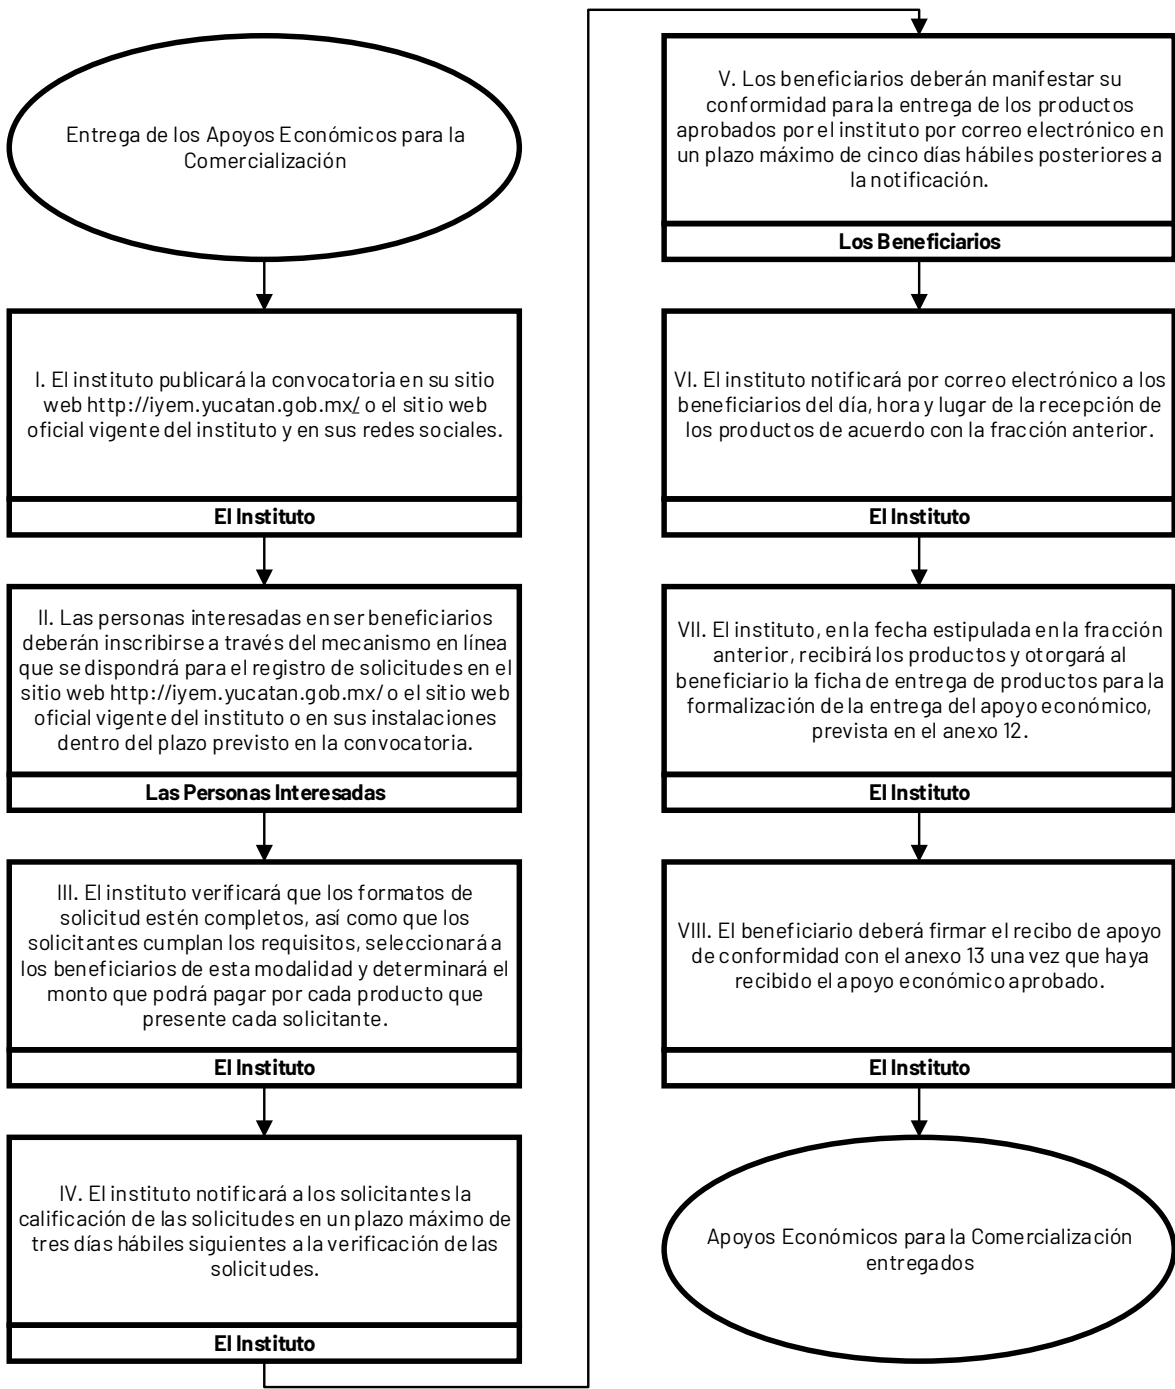 Entrega de los Apoyos Económicos para la
Comercialización
I. El instituto publicará la convocatoria en su sitio
web http://iyem.yucatan.gob.mx/ o el sitio web
oficial vigente del instituto y en sus redes sociales.
El Instituto
II. Las personas interesadas en ser beneficiarios
deberán inscribirse a través del mecanismo en línea
que se dispondrá para el registro de solicitudes en el
sitio web http://iyem.yucatan.gob.mx/ o el sitio web
oficial vigente del instituto o en sus instalaciones
dentro del plazo previsto en la convocatoria.
Las Personas Interesadas
III. El instituto verificará que los formatos de
solicitud estén completos, así como que los
solicitantes cumplan los requisitos, seleccionará a
los beneficiarios de esta modalidad y determinará el
monto que podrá pagar por cada producto que
presente cada solicitante.
El Instituto
IV. El instituto notificará a los solicitantes la
calificación de las solicitudes en un plazo máximo de
tres días hábiles siguientes a la verificación de las
solicitudes.
El Instituto
V. Los beneficiarios deberán manifestar su
conformidad para la entrega de los productos
aprobados por el instituto por correo electrónico en
un plazo máximo de cinco días hábiles posteriores a
la notificación.
Los Beneficiarios
VI. El instituto notificará por correo electrónico a los
beneficiarios del día, hora y lugar de la recepción de
los productos de acuerdo con la fracción anterior.
El Instituto
VII. El instituto, en la fecha estipulada en la fracción
anterior, recibirá los productos y otorgará al
beneficiario la ficha de entrega de productos para la
formalización de la entrega del apoyo económico,
prevista en el anexo 12.
El Instituto
VIII. El beneficiario deberá firmar el recibo de apoyo
de conformidad con el anexo 13 una vez que haya
recibido el apoyo económico aprobado.
El Instituto
Apoyos Económicos para la Comercialización
entregados